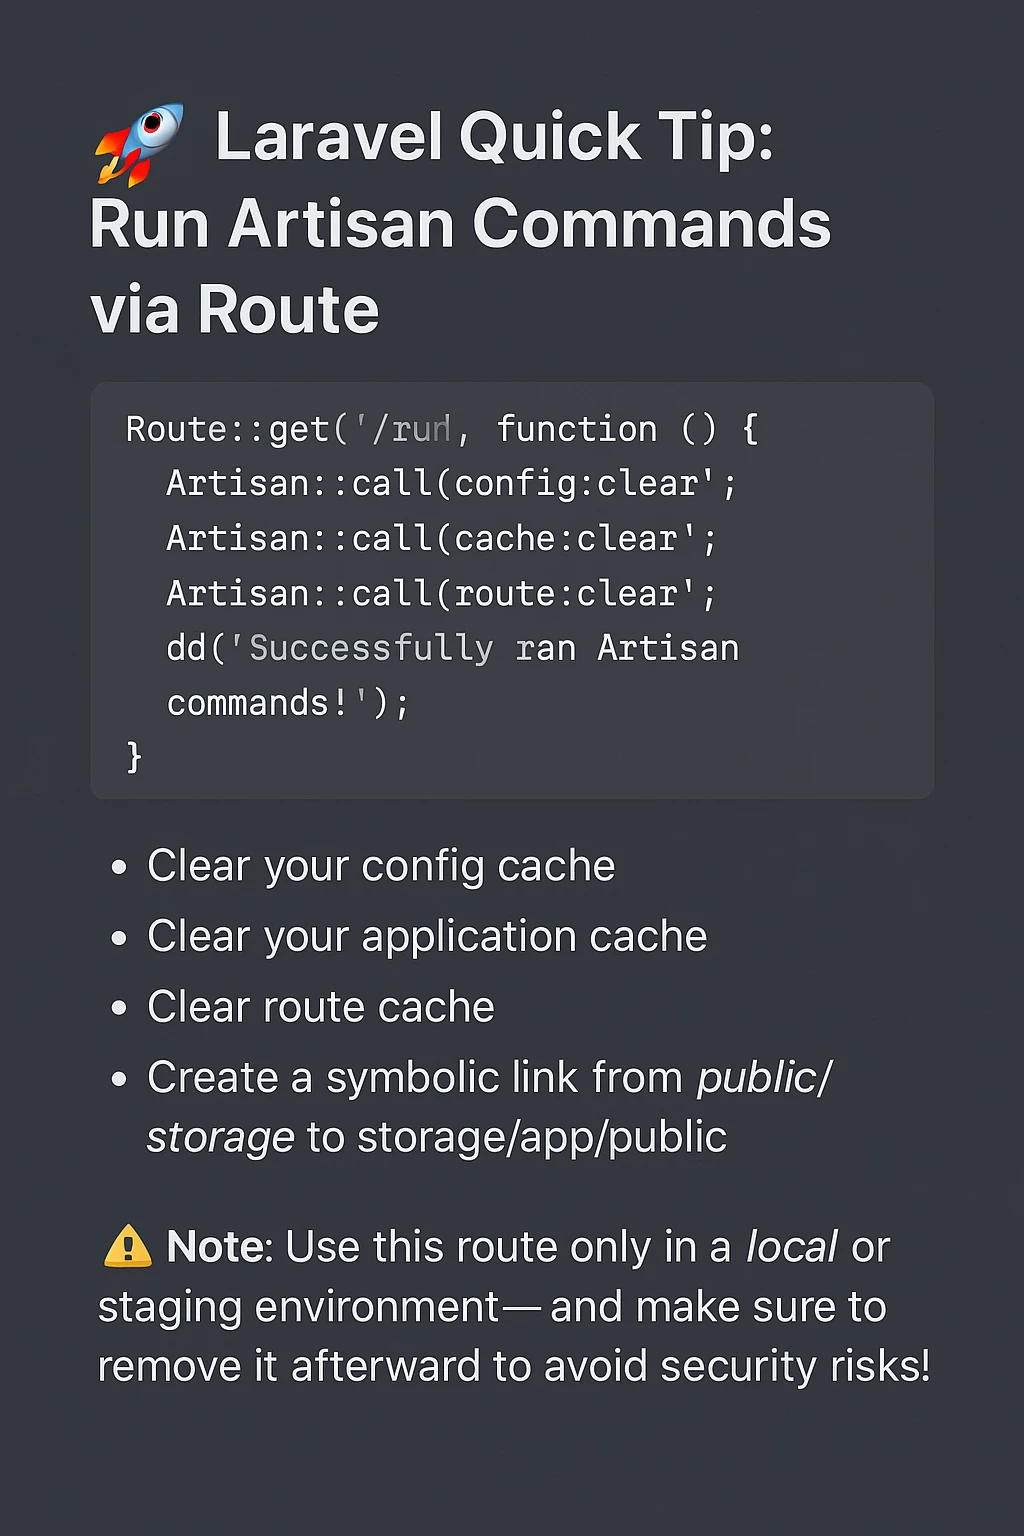 🚀 Laravel Quick Tip:
Run Artisan Commands
via Route
Route::get('/run, function () {
Artisan::call(config:clear';
Artisan::call(cache:clear';
Artisan::call(route:clear';
dd('Successfully ran Artisan
commands!');
}
• Clear your config cache
• Clear your application cache
• Clear route cache
• Create a symbolic link from public/
storage to storage/app/public
⚠️ Note: Use this route only in a local or
staging environment— and make sure to
remove it afterward to avoid security risks!